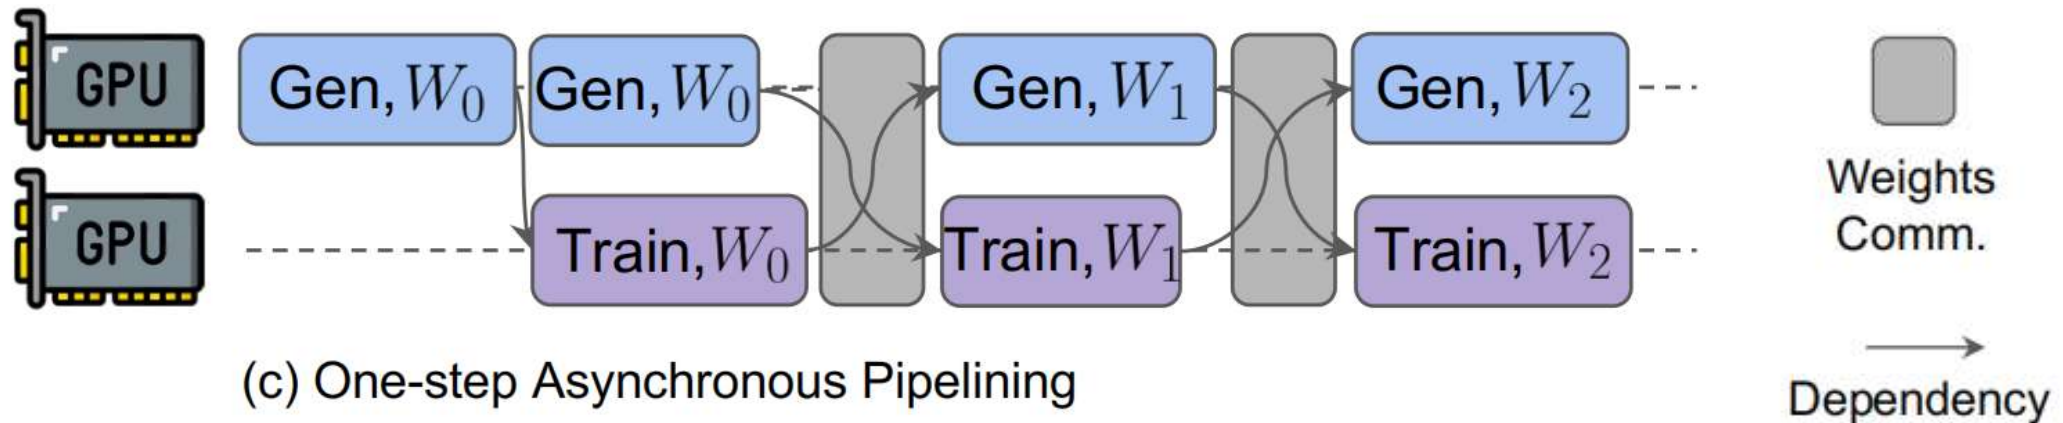 GPU Gen, W₀ Gen, W₀ Gen, W₁ Gen, W₂
GPU Train, W₀ Train, W₁ Train, W₂
Weights
Comm.
(c) One-step Asynchronous Pipelining
Dependency